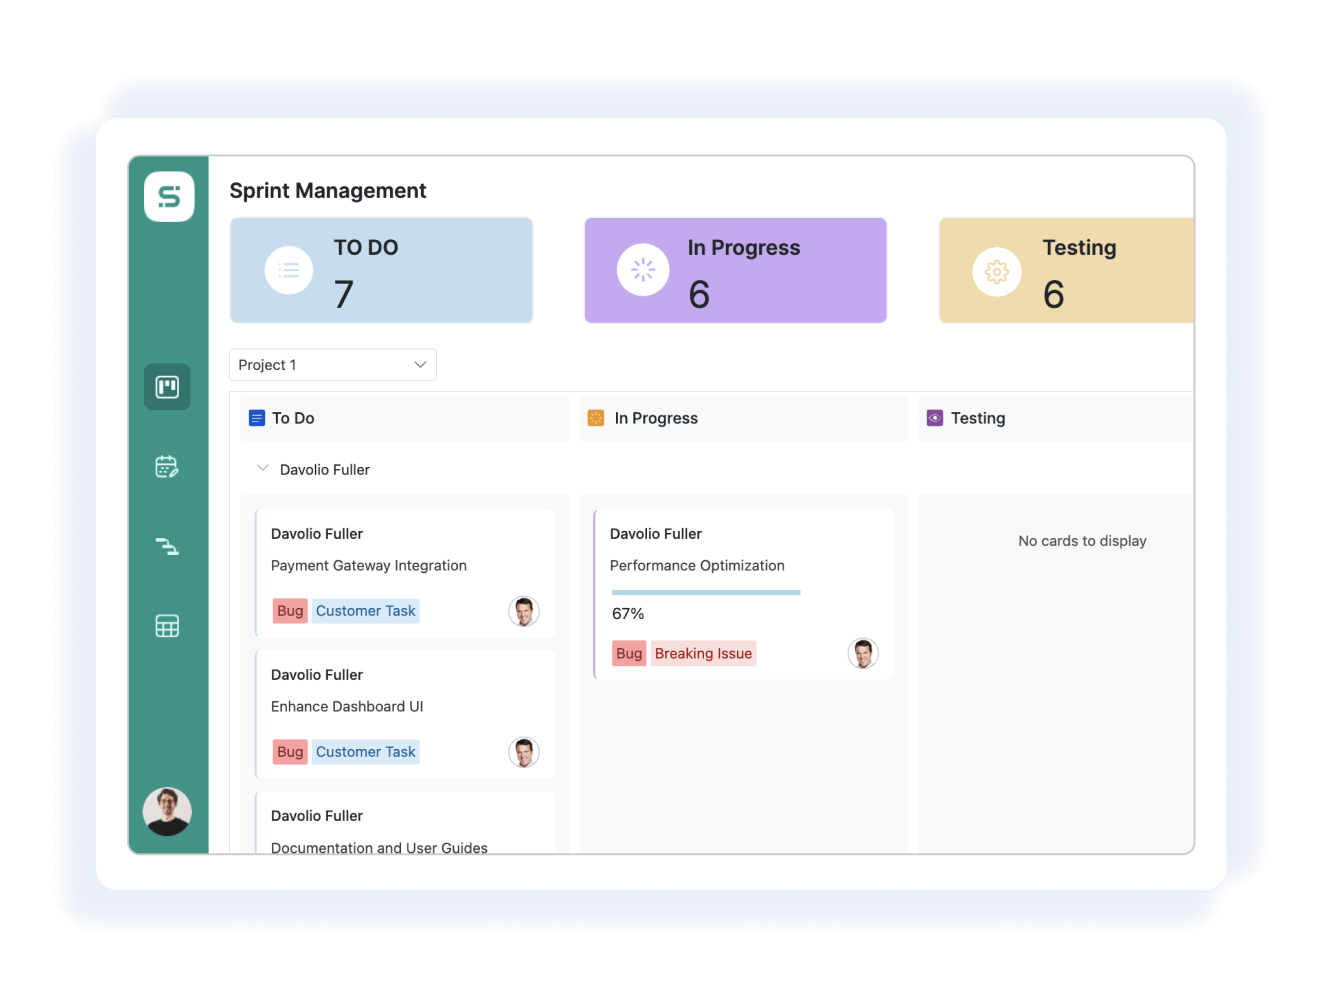 Sprint Management
TO DO
7
In Progress
6
Testing
6
Project 1
To Do
In Progress
Testing
Davolio Fuller
Davolio Fuller
Payment Gateway Integration
Bug Customer Task
Davolio Fuller
Enhance Dashboard UI
Bug Customer Task
Davolio Fuller
Documentation and User Guides
Davolio Fuller
Performance Optimization
67%
Bug Breaking Issue
No cards to display